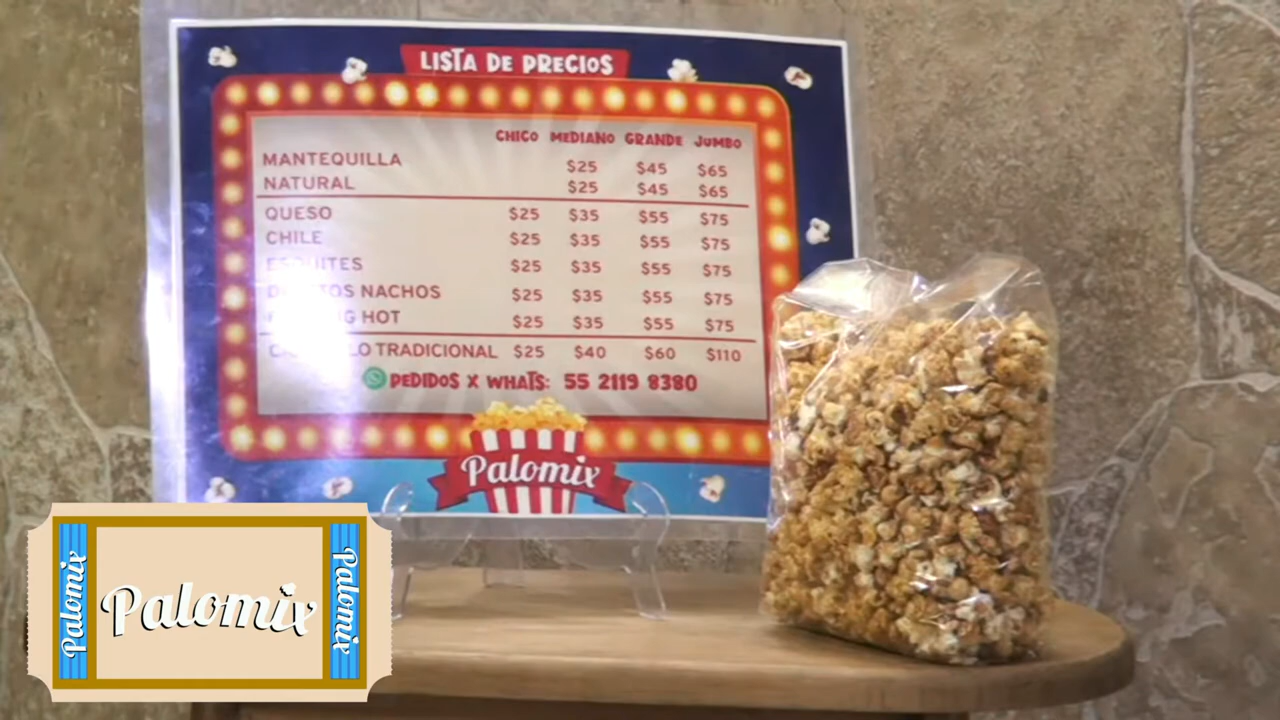 LISTA DE PRECIOS
CHICO MEDIANO GRANDE JUMBO
MANTEQUILLA $25 $45 $65
NATURAL $25 $45 $65
QUESO $25 $35 $55 $75
CHILE $25 $35 $55 $75
ESQUITES $25 $35 $55 $75
NACHOS $25 $35 $55 $75
HOT $25 $35 $55 $75
TRADICIONAL $25 $40 $60 $110
PEDIDOS X WHATS: 55 2119 8380
Palomix
Palomix
Palomix
Palomix